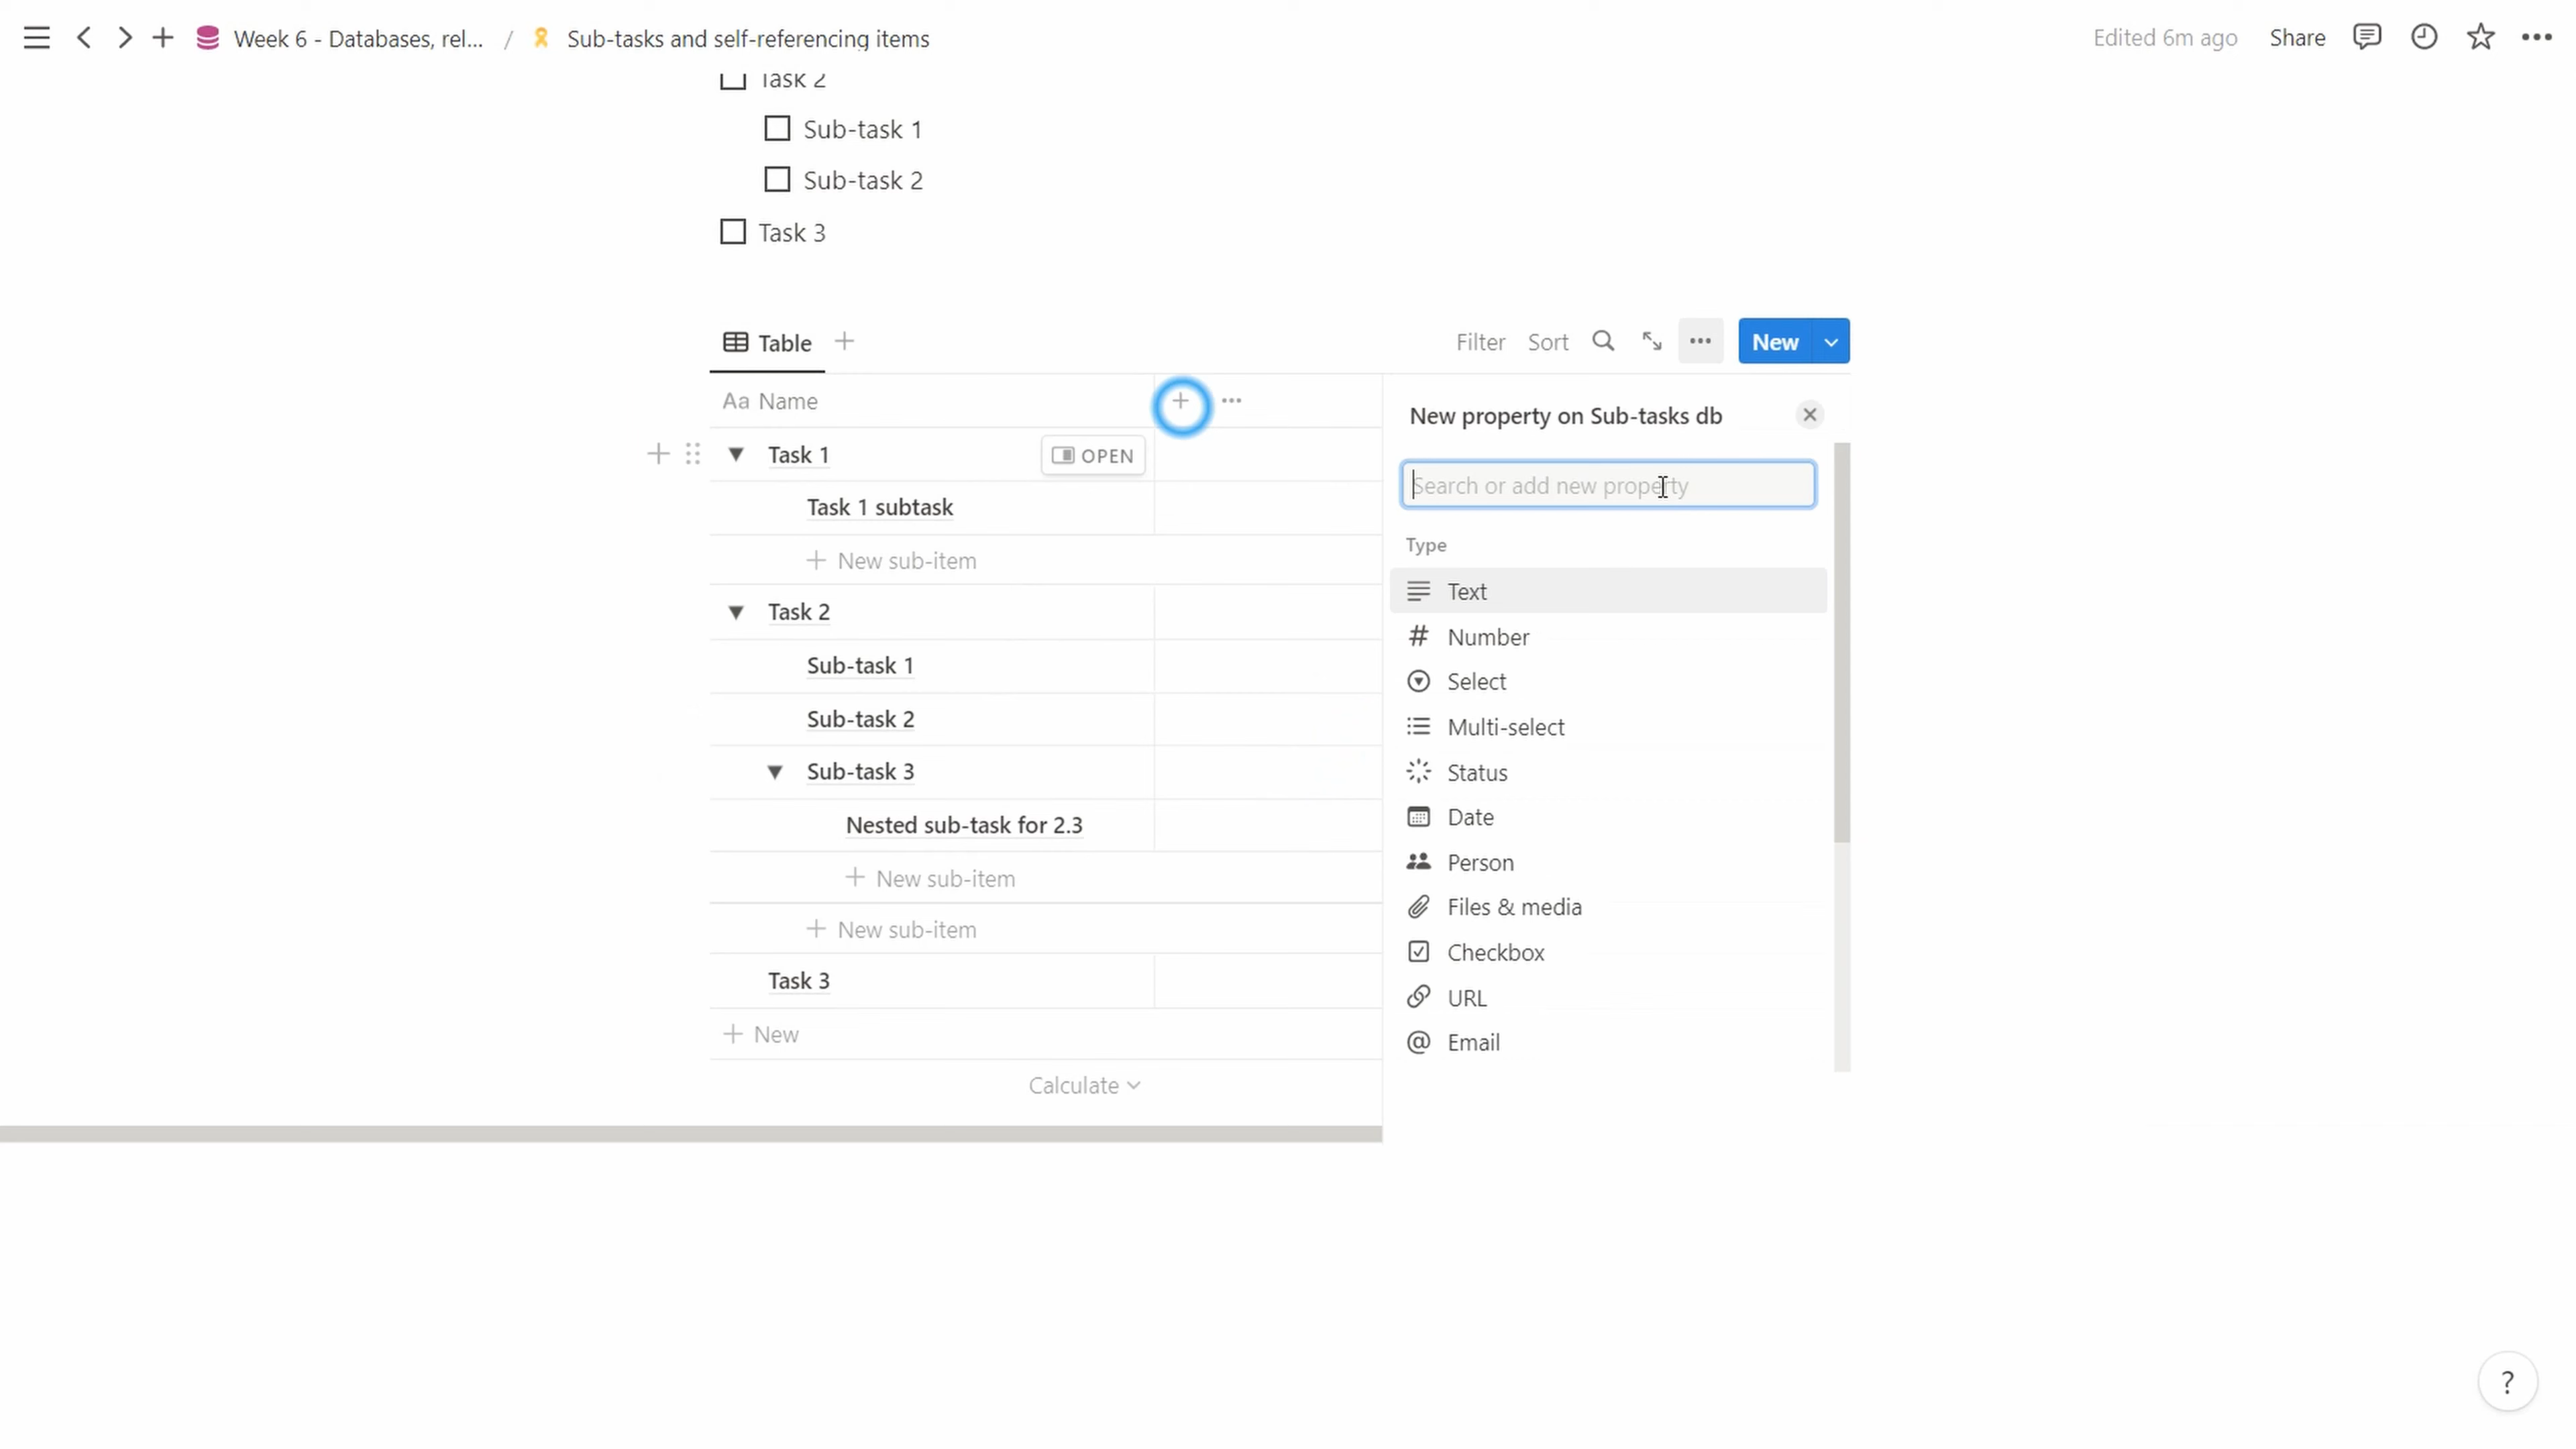 Week 6 - Databases, rel... / Sub-tasks and self-referencing items
Edited 6m ago Share
Task 2
Sub-task 1
Sub-task 2
Task 3
Table
Filter Sort New
Aa Name
New property on Sub-tasks db
Task 1 OPEN
Search or add new property
Task 1 subtask
Type
New sub-item
Text
Task 2
Number
Sub-task 1
Select
Sub-task 2
Multi-select
Sub-task 3
Status
Nested sub-task for 2.3
Date
New sub-item
Person
New sub-item
Files & media
Task 3
Checkbox
New
URL
Calculate
Email
?